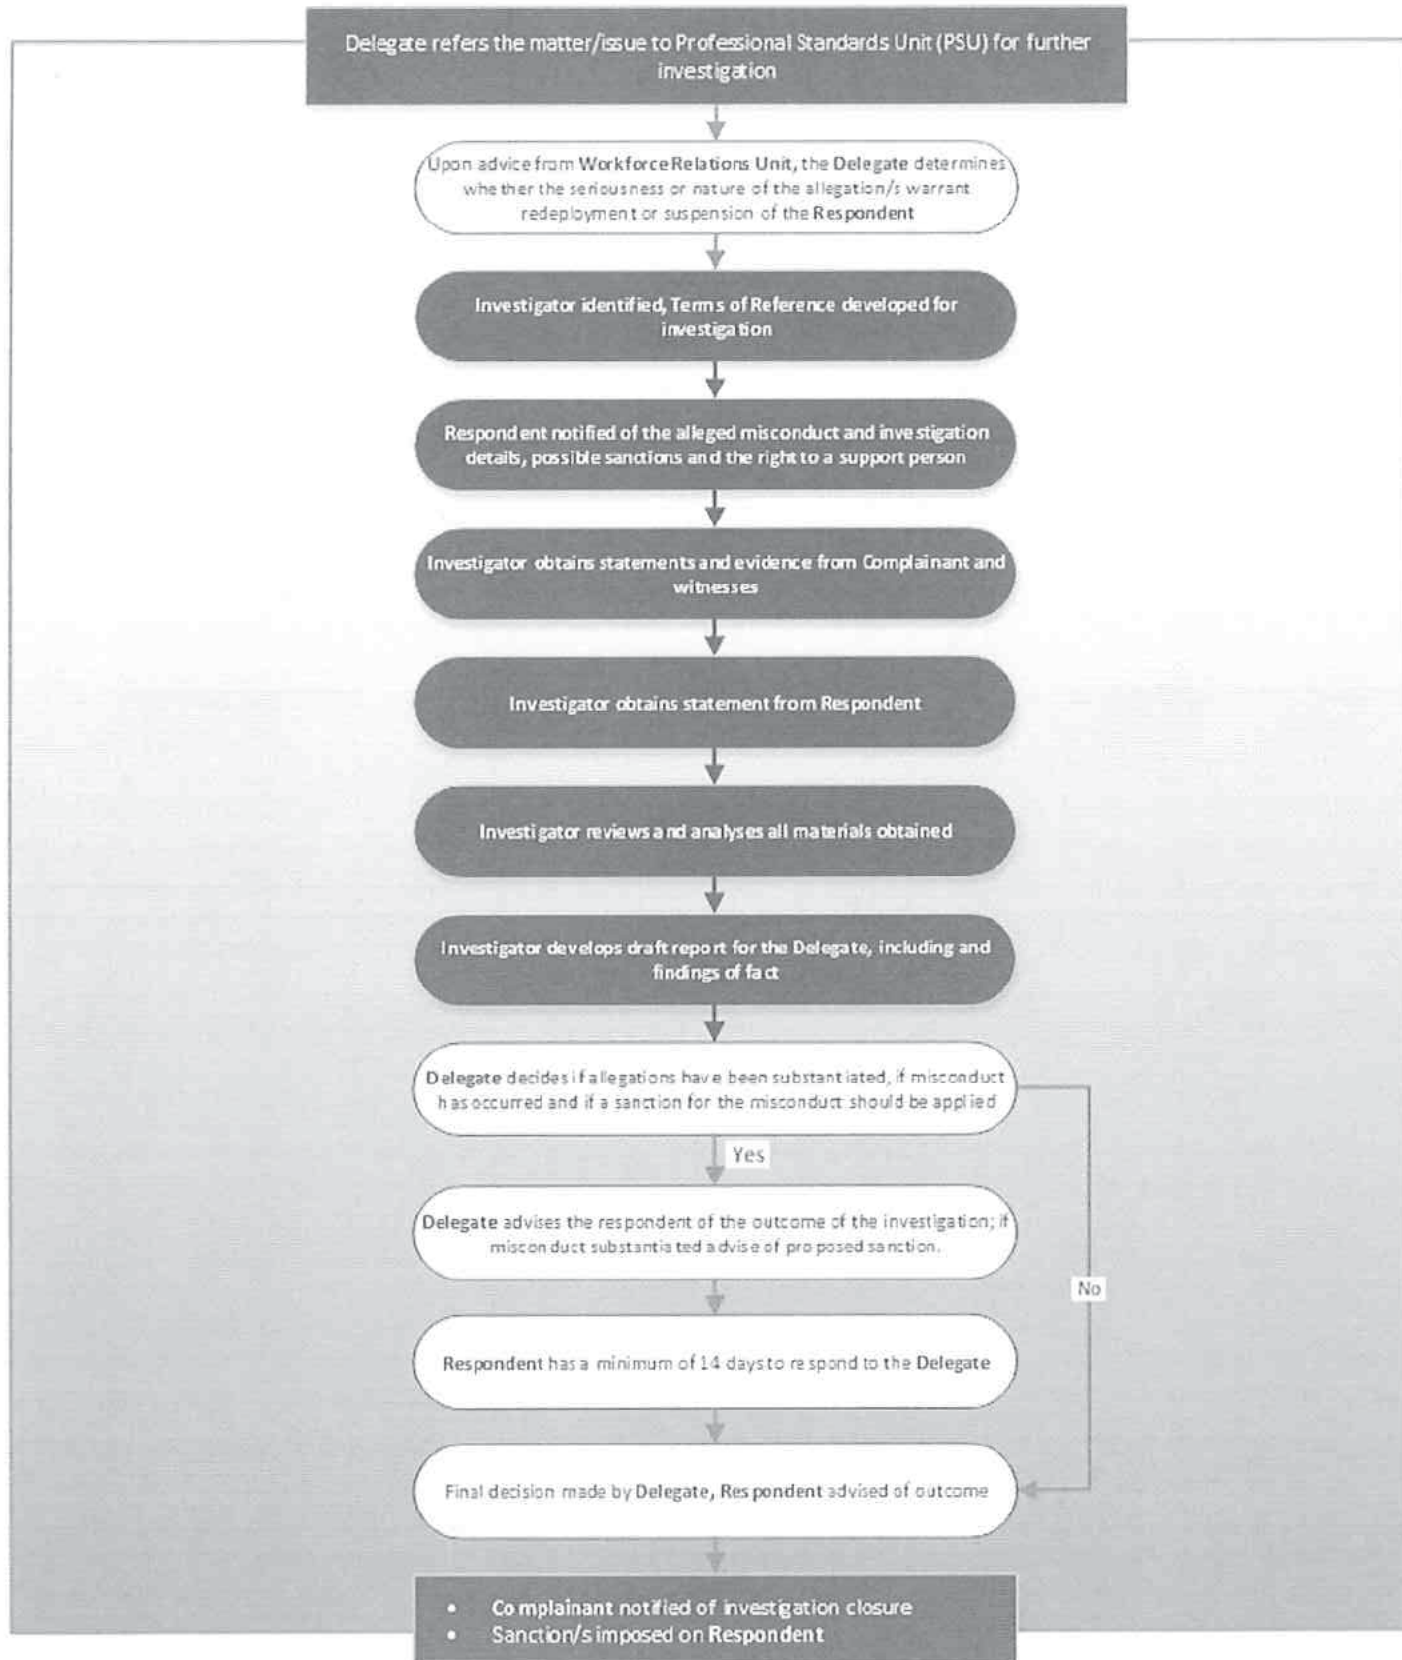 Delegate refers the matter/issue to Professional Standards Unit (PSU) for further
investigation
Upon advice from Workforce Relations Unit, the Delegate determines
whether the seriousness or nature of the allegation/s warrant
redeployment or suspension of the Respondent
Investigator identified, Terms of Reference developed for
investigation
Respondent notified of the alleged misconduct and investigation
details, possible sanctions and the right to a support person
Investigator obtains statements and evidence from Complainant and
witnesses
Investigator obtains statement from Respondent
Investigator reviews and analyses all materials obtained
Investigator develops draft report for the Delegate, including and
findings of fact
Delegate decides if allegations have been substantiated, if misconduct
has occurred and if a sanction for the misconduct should be applied
Yes
Delegate advises the respondent of the outcome of the investigation; if
misconduct substantiated advise of proposed sanction.
No
Respondent has a minimum of 14 days to respond to the Delegate
Final decision made by Delegate, Respondent advised of outcome
• Complainant notified of investigation closure
• Sanction/s imposed on Respondent